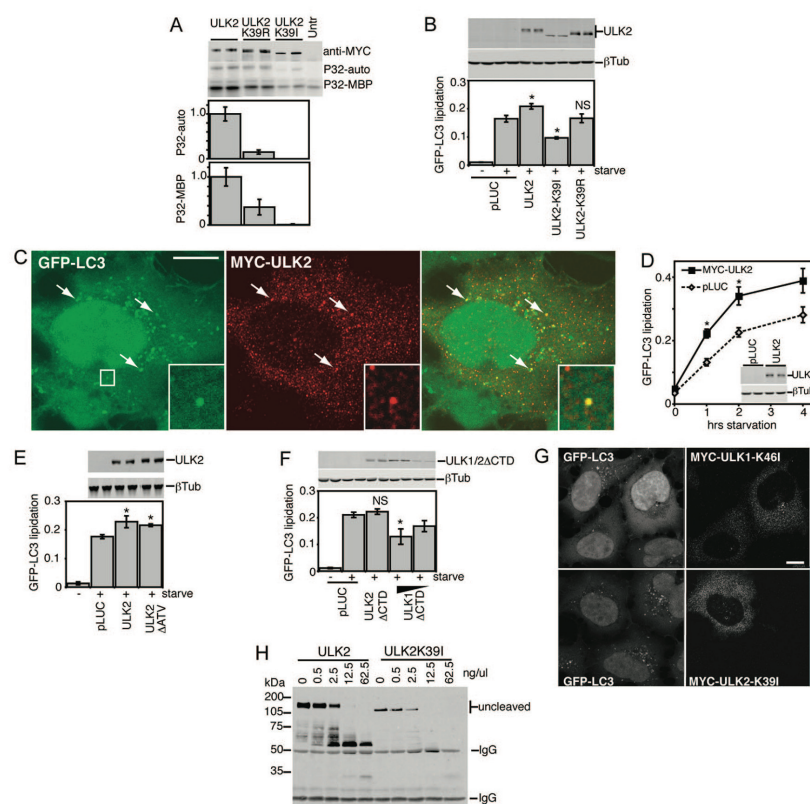 A
ULK2
ULK2 K39R
ULK2 K39I
Untr
anti-MYC
P32-auto
P32-MBP
P32-auto
1.0
0
P32-MBP
1.0
0
B
ULK2
βTub
GFP-LC3 lipidation
0.3
0.2
0.1
0
* * NS
- + + + + starve
pLUC
ULK2
ULK2-K39I
ULK2-K39R
C
GFP-LC3
MYC-ULK2
D
MYC-ULK2
pLUC
GFP-LC3 lipidation
0.4
0.2
0
* *
pLUC
ULK2
ULK
βTub
0 1 2 3 4
hrs starvation
E
ULK2
βTub
GFP-LC3 lipidation
0.3
0.2
0.1
0
* *
- + + + starve
pLUC
ULK2
ULK2 ΔATV
F
ULK1/2ΔCTD
βTub
GFP-LC3 lipidation
0.3
0.2
0.1
0
NS *
- + + + + starve
pLUC
ULK2 ΔCTD
ULK1 ΔCTD
G
GFP-LC3
MYC-ULK1-K46I
GFP-LC3
MYC-ULK2-K39I
H
ULK2
ULK2K39I
0 0.5 2.5 12.5 62.5 0 0.5 2.5 12.5 62.5 ng/ul
kDa
200
105
75
50
35
uncleaved
IgG
IgG